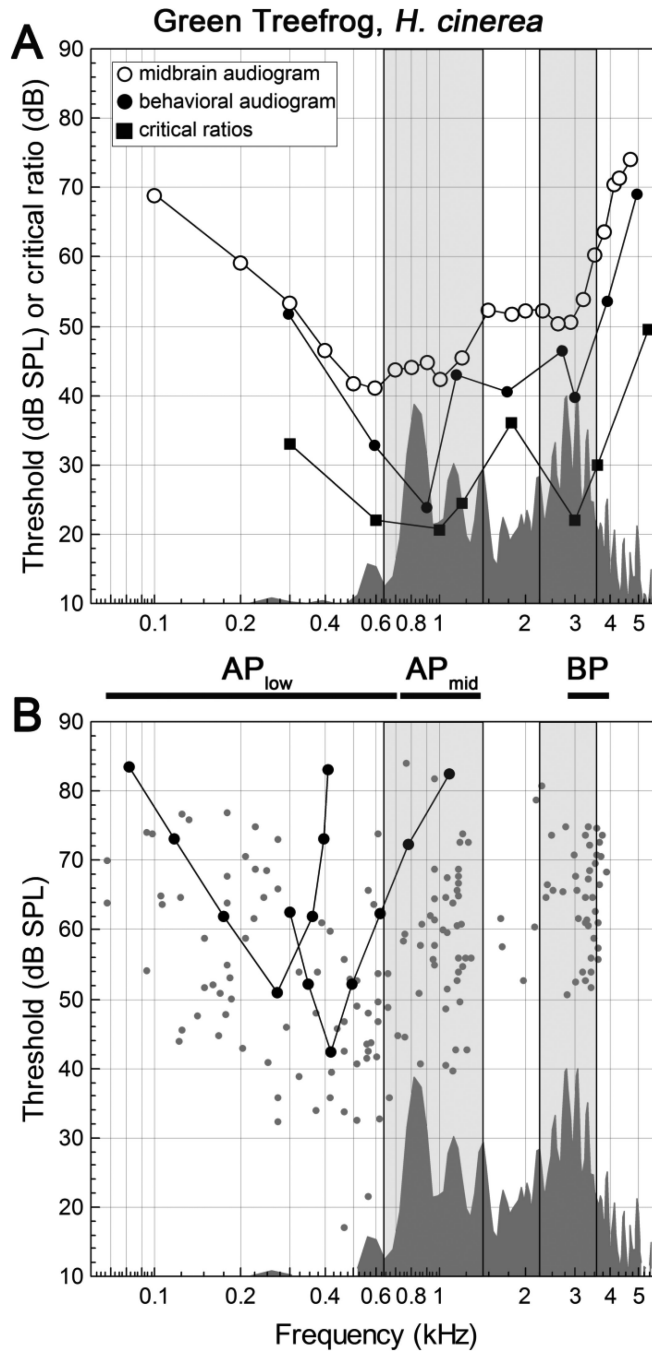 Green Treefrog, H. cinerea
A
midbrain audiogram
behavioral audiogram
critical ratios
Threshold (dB SPL) or critical ratio (dB)
90
80
70
60
50
40
30
20
10
0.1 0.2 0.4 0.6 0.8 1 2 3 4 5
APlow APmid BP
B
Threshold (dB SPL)
90
80
70
60
50
40
30
20
10
0.1 0.2 0.4 0.6 0.8 1 2 3 4 5
Frequency (kHz)